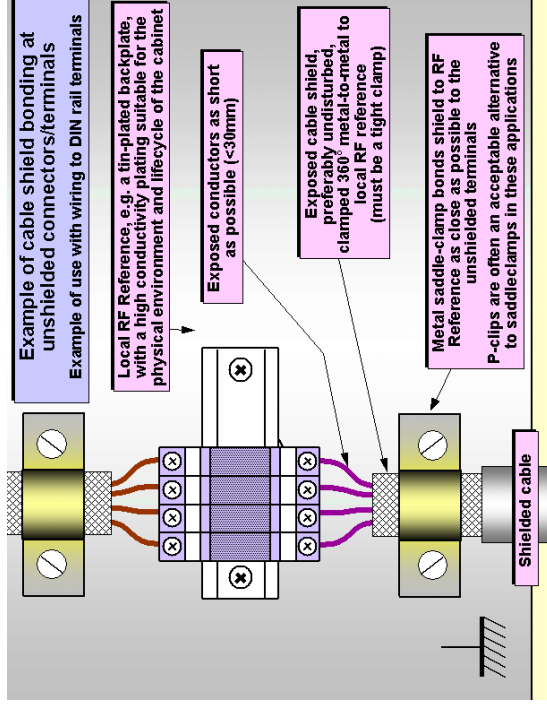 Example of cable shield bonding at
unshielded connectors/terminals
Example of use with wiring to DIN rail terminals
Local RF Reference, e.g. a tin-plated backplate,
with a high conductivity plating suitable for the
physical environment and lifecycle of the cabinet
Exposed conductors as short
as possible (<30mm)
Exposed cable shield,
preferably undisturbed,
clamped 360° metal-to-metal to
local RF reference
(must be a tight clamp)
Metal saddle-clamp bonds shield to RF
Reference as close as possible to the
unshielded terminals
P-clips are often an acceptable alternative
to saddleclamps in these applications
Shielded cable